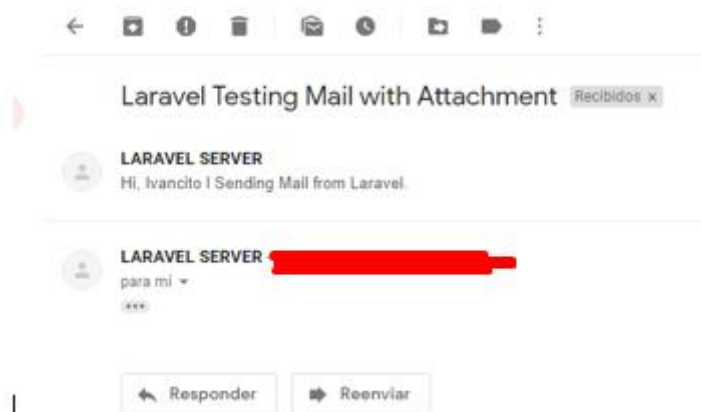 Laravel Testing Mail with Attachment Recibidos x
LARAVEL SERVER
Hi, Ivancito I Sending Mail from Laravel.
LARAVEL SERVER
para mí
Responder Reenviar